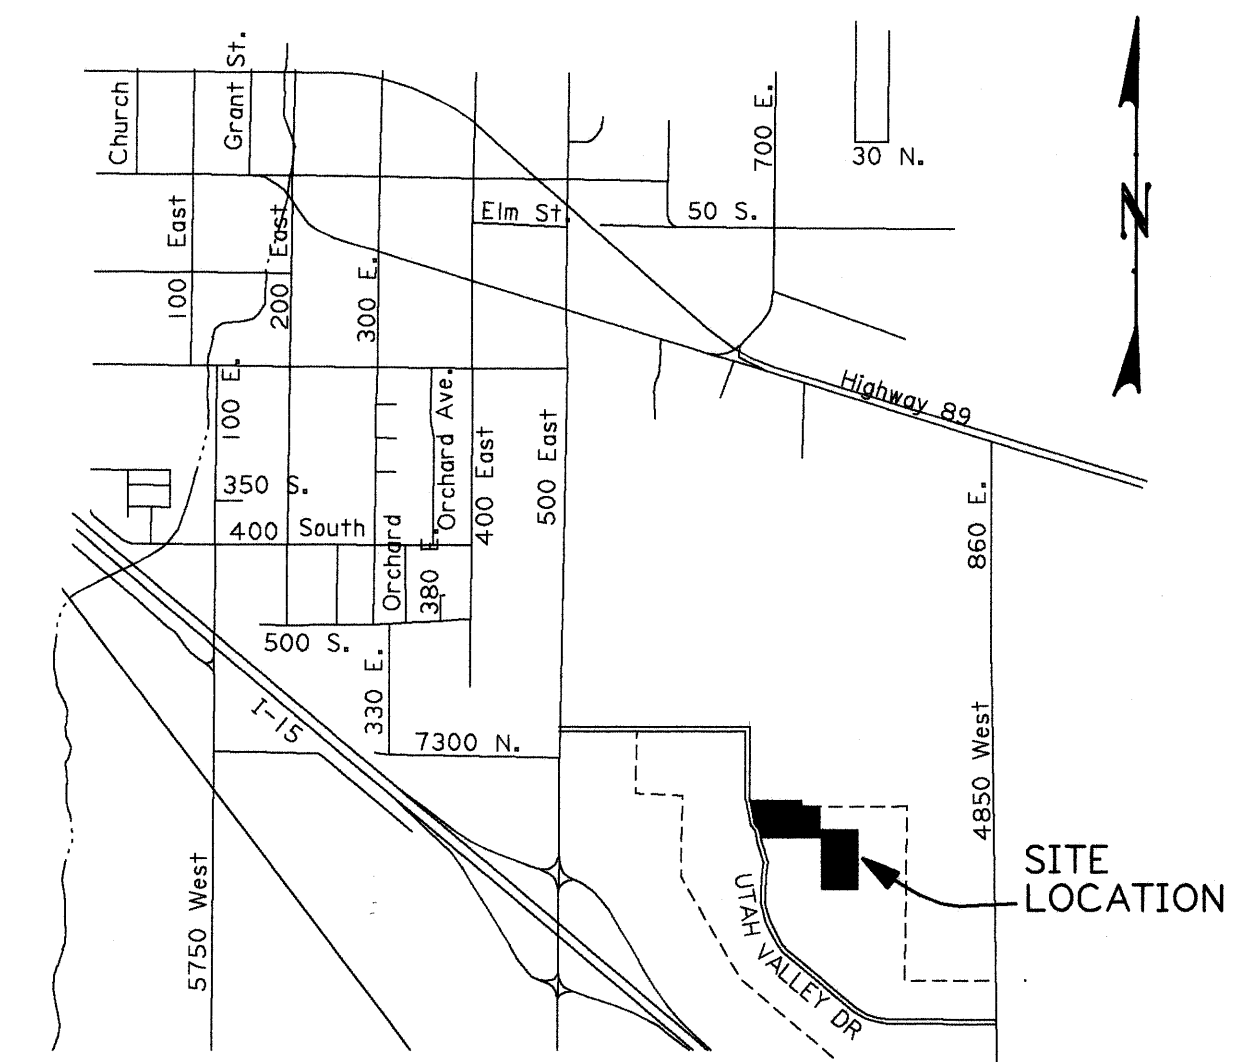 Church
Grant St.
700 E.
30 N.
N
100 East
200 East
300 E.
Elm St.
50 S.
100 E.
Orchard Ave.
400 East
500 East
Highway 89
350 S.
400 South
Orchard
380 E.
860 E.
500 S.
330 E.
I-15
7300 N.
4850 West
5750 West
SITE
LOCATION
UTAH VALLEY DR